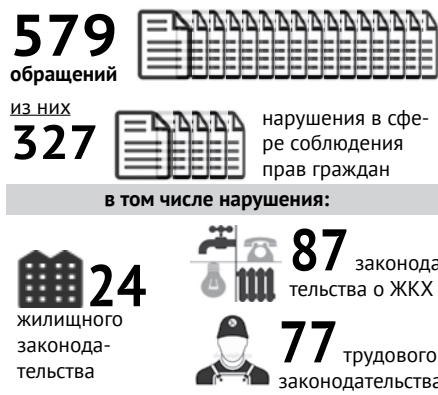 579
обращений
из них
327
нарушения в сфе-
ре соблюдения
прав граждан
в том числе нарушения:
24
жилищного
законода-
тельства
87 законода
тельства о ЖКХ
77 трудового
законодательства